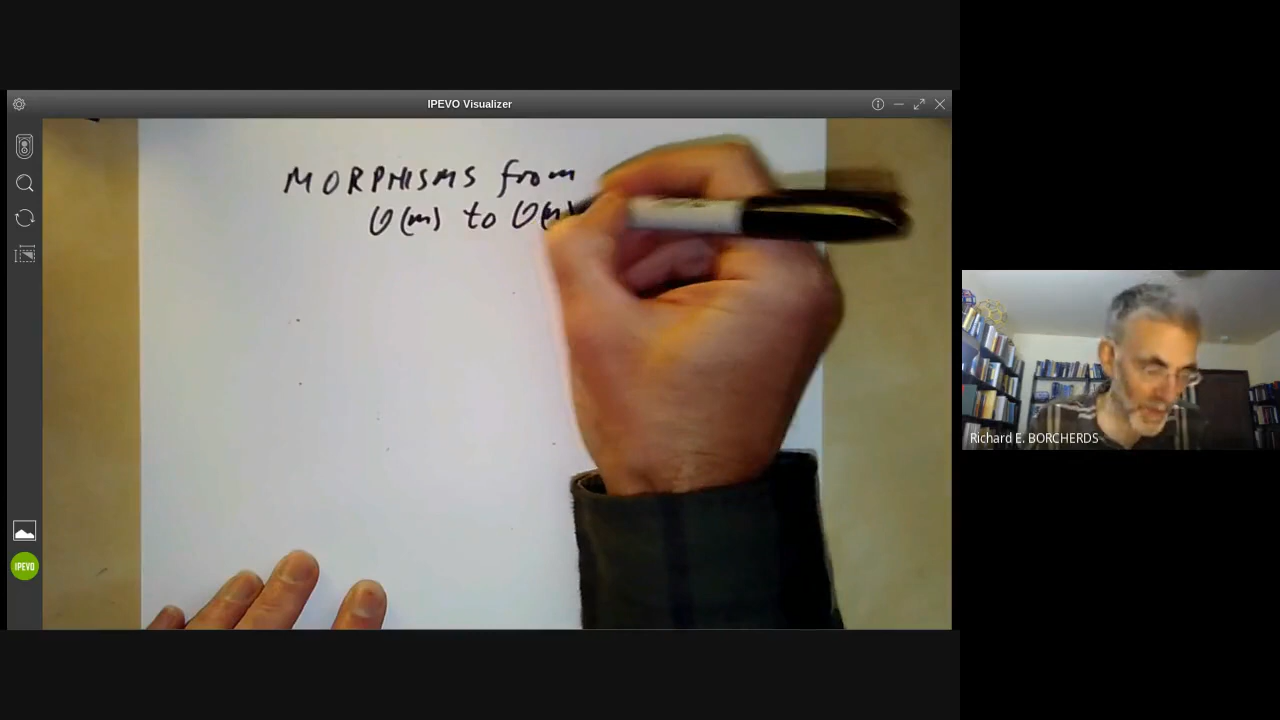 IPEVO Visualizer
MORPHISMS from
O(m) to O(n)
IPEVO
Richard E. BORCHERDS